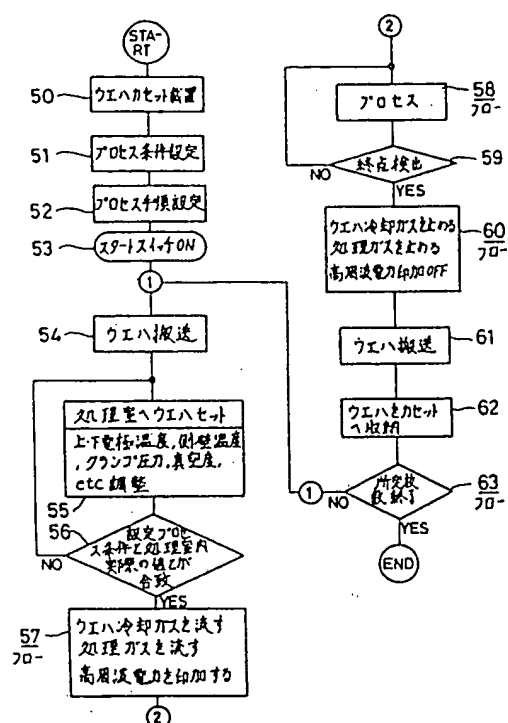 STA-
RT
50
ウエハカセット設置
51
プロセス条件設定
52
プロセス手順設定
53
スタートスイッチON
1
54
ウエハ搬送
処理室へウエハセット
上下電極温度,側壁温度
,クランプ圧力,真空度,
etc調整
55
56
設定プロセ
ス条件と処理室内
実際の値とが
合致
NO
YES
57
フロー
ウエハ冷却ガスを流す
処理ガスを流す
高周波電力を印加する
2
2
プロセス
58
フロー
終点検出
59
NO
YES
ウエハ冷却ガスを止める
処理ガスを止める
高周波電力印加OFF
60
フロー
ウエハ搬送
61
ウエハをカセット
へ収納
62
所定枚
数終了
63
フロー
1
NO
YES
END